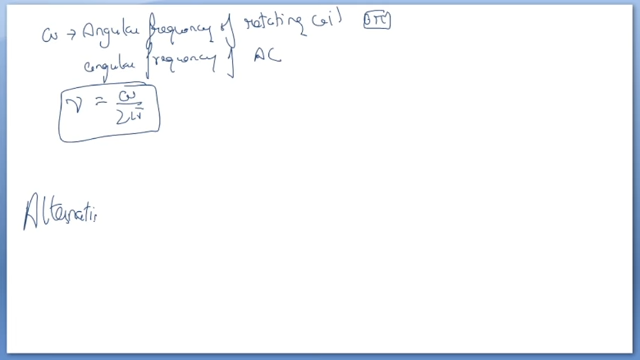 ω → Angular frequency of rotating coil
angular frequency of AC
ν = ω / 2π
Alternati